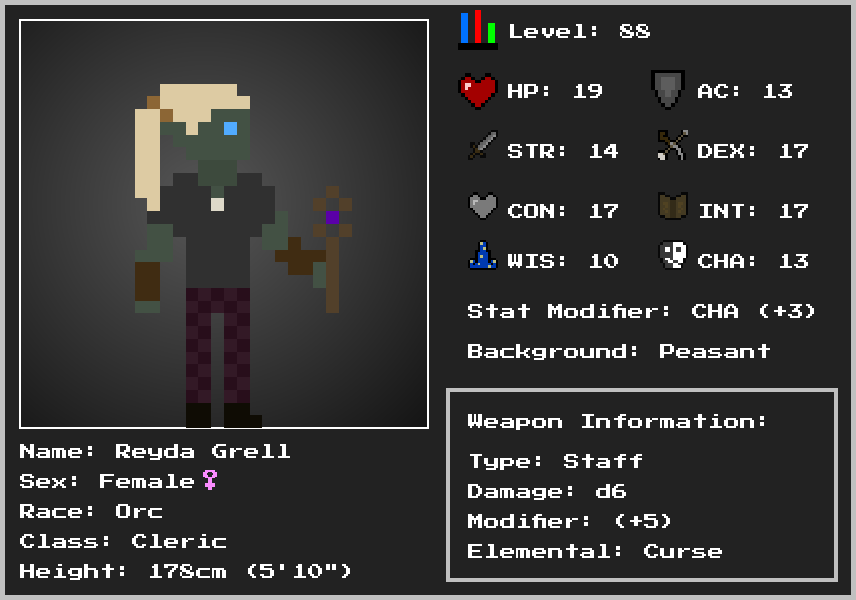 Level: 88
HP: 19 AC: 13
STR: 14 DEX: 17
CON: 17 INT: 17
WIS: 10 CHA: 13
Stat Modifier: CHA (+3)
Background: Peasant
Weapon Information:
Type: Staff
Damage: d6
Modifier: (+5)
Elemental: Curse
Name: Reyda Grell
Sex: Female♀
Race: Orc
Class: Cleric
Height: 178cm (5'10")